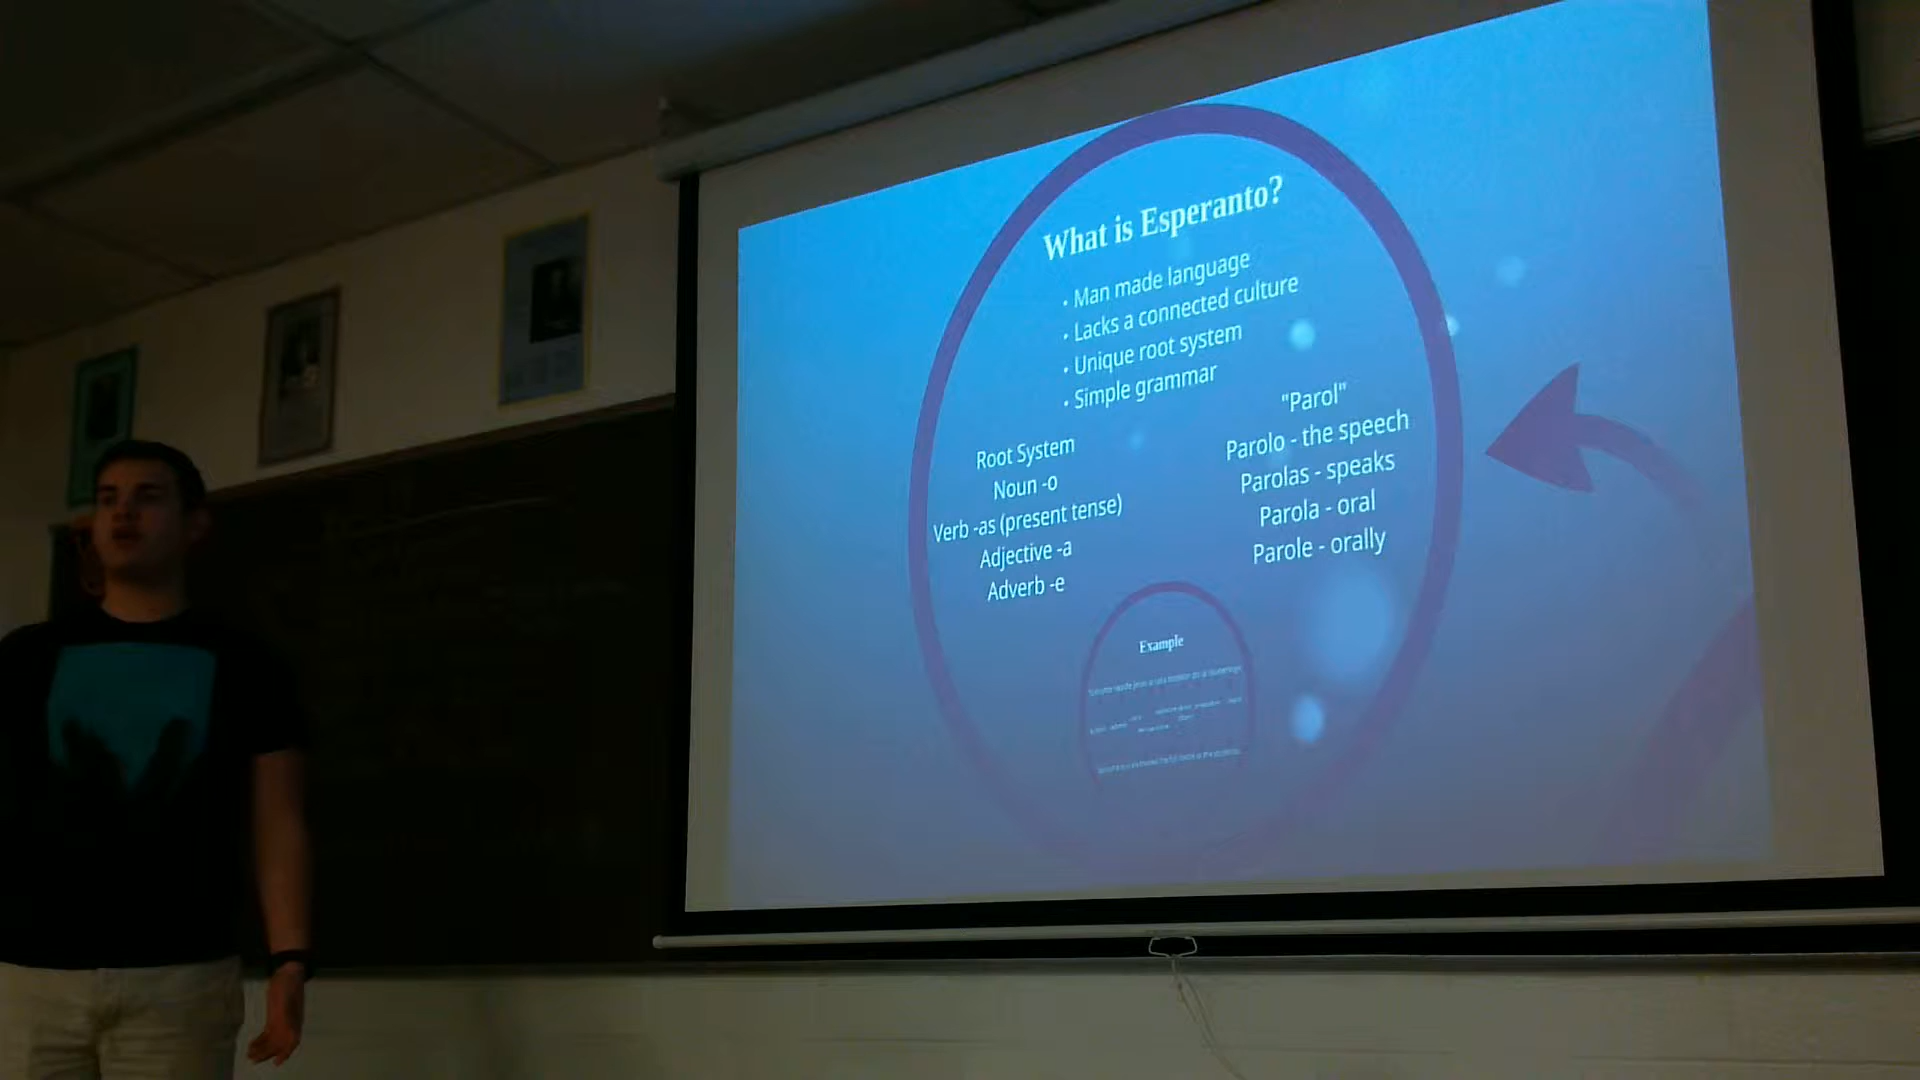 What is Esperanto?
• Man made language
• Lacks a connected culture
• Unique root system
• Simple grammar
Root System
Noun -o
Verb -as (present tense)
Adjective -a
Adverb -e
"Parol"
Parolo - the speech
Parolas - speaks
Parola - oral
Parole - orally
Example